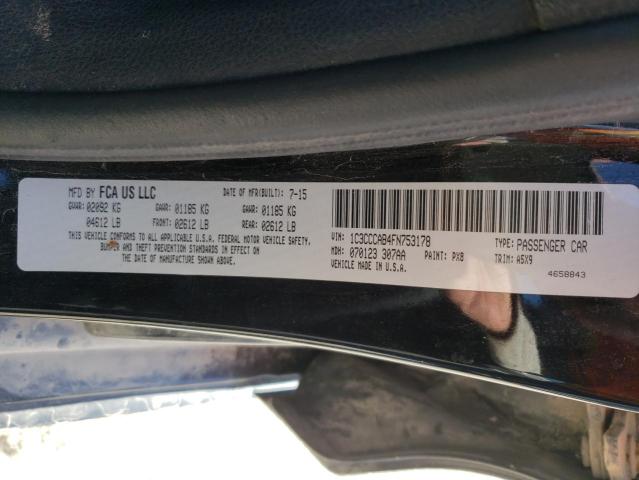 MFD BY FCA US LLC DATE OF MFR(BUILT): 7-15
GVWR: 02092 KG GAWR: 01185 KG GAWR: 01185 KG
04612 LB FRONT: 02612 LB REAR: 02612 LB
THIS VEHICLE CONFORMS TO ALL APPLICABLE U.S.A. FEDERAL MOTOR VEHICLE SAFETY,
BUMPER AND THEFT PREVENTION STANDARDS IN EFFECT ON
THE DATE OF MANUFACTURE SHOWN ABOVE.
VIN: 1C3CCCAB4FN753178 TYPE: PASSENGER CAR
MDH: 070123 307AA PAINT: PX8 TRIM: A5X9
VEHICLE MADE IN U.S.A. 4658843